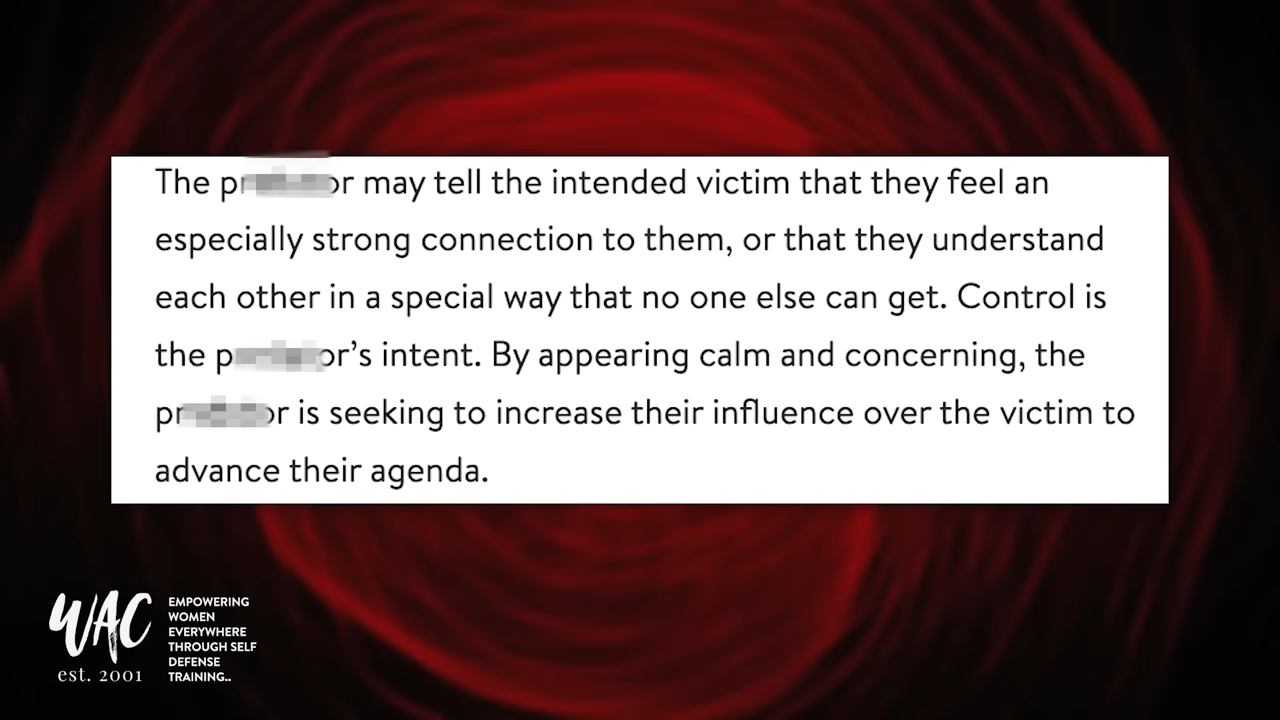 The may tell the intended victim that they feel an
especially strong connection to them, or that they understand
each other in a special way that no one else can get. Control is
the intent. By appearing calm and concerning, the
is seeking to increase their influence over the victim to
advance their agenda.
WAC
est. 2001
EMPOWERING
WOMEN
EVERYWHERE
THROUGH SELF
DEFENSE
TRAINING..